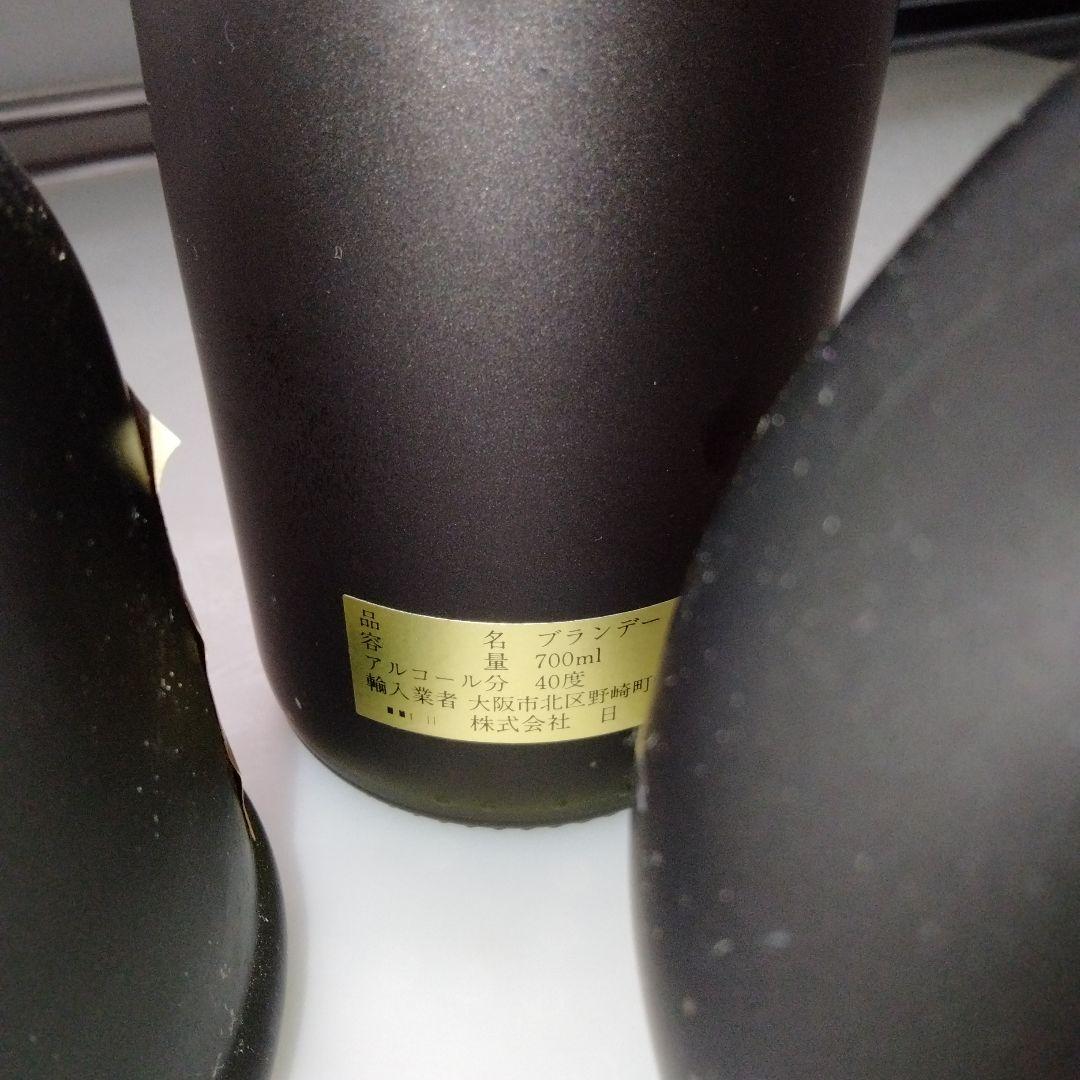 品名 ブランデー
容量 700ml
アルコール分 40度
輸入業者 大阪市北区野崎町
株式会社 日